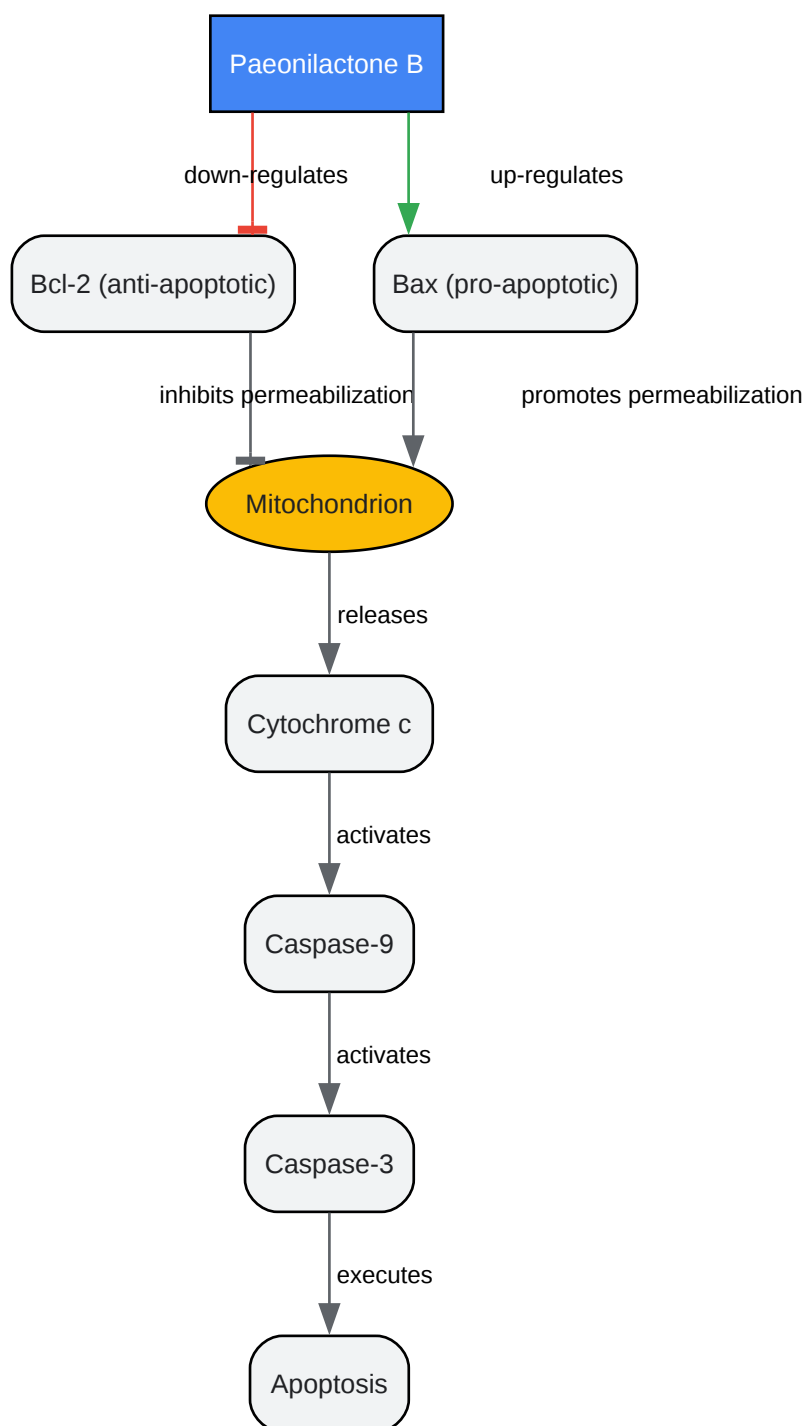 Paeonilactone B
down-regulates
up-regulates
Bcl-2 (anti-apoptotic)
Bax (pro-apoptotic)
inhibits permeabilization
promotes permeabilization
Mitochondrion
releases
Cytochrome c
activates
Caspase-9
activates
Caspase-3
executes
Apoptosis